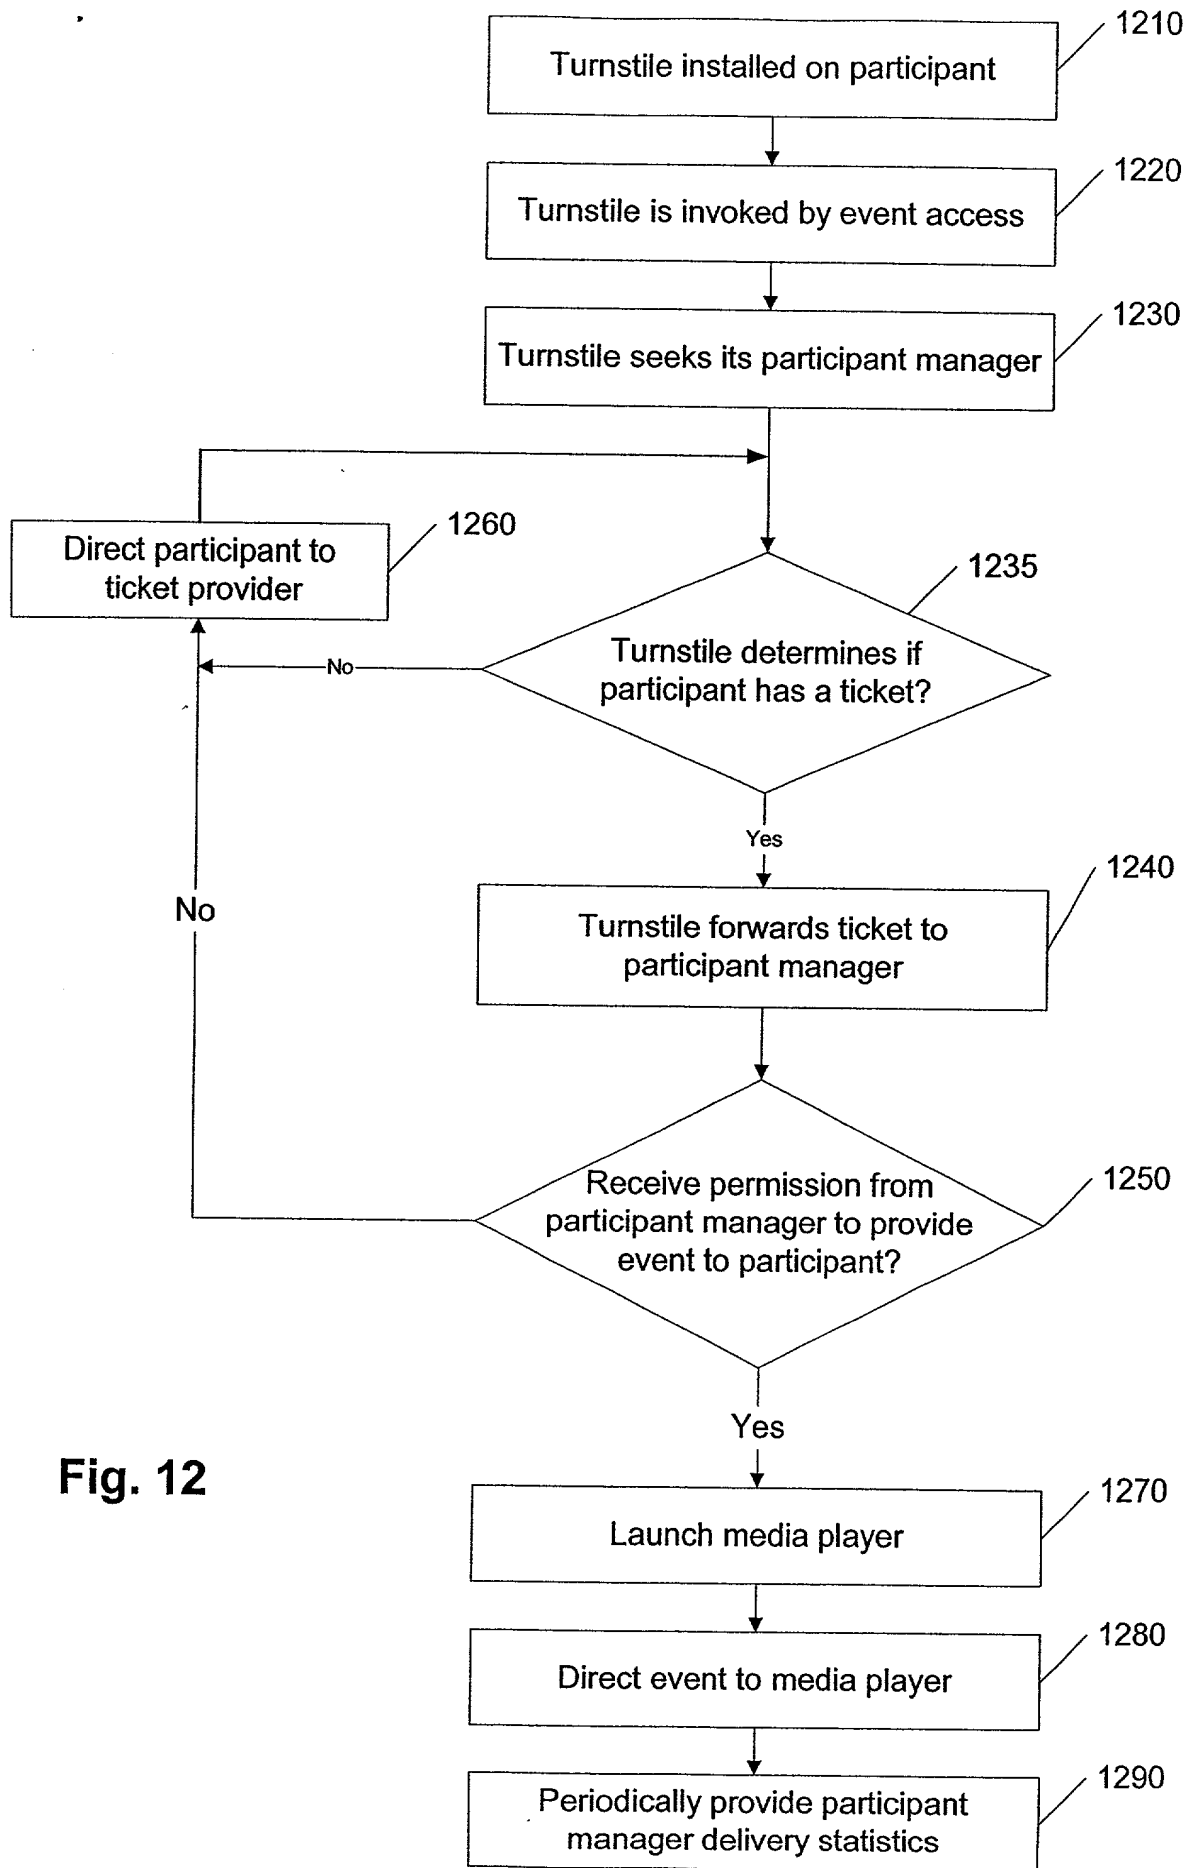 1210
Turnstile installed on participant
1220
Turnstile is invoked by event access
1230
Turnstile seeks its participant manager
1260
Direct participant to
ticket provider
1235
Turnstile determines if
participant has a ticket?
No
Yes
1240
Turnstile forwards ticket to
participant manager
No
1250
Receive permission from
participant manager to provide
event to participant?
Yes
Fig. 12
1270
Launch media player
1280
Direct event to media player
1290
Periodically provide participant
manager delivery statistics